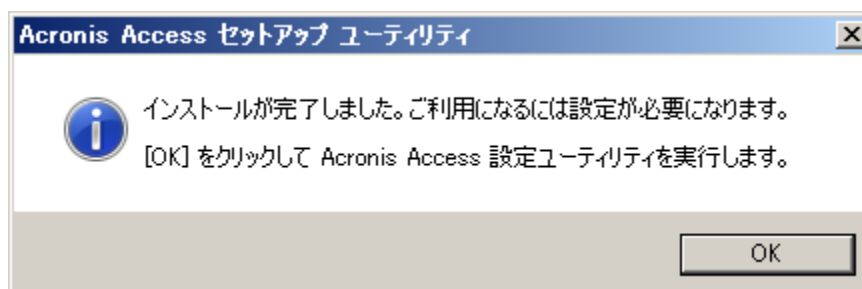 Acronis Access セットアップ ユーティリティ
インストールが完了しました。ご利用になるには設定が必要になります。
[OK] をクリックして Acronis Access 設定ユーティリティを実行します。
OK